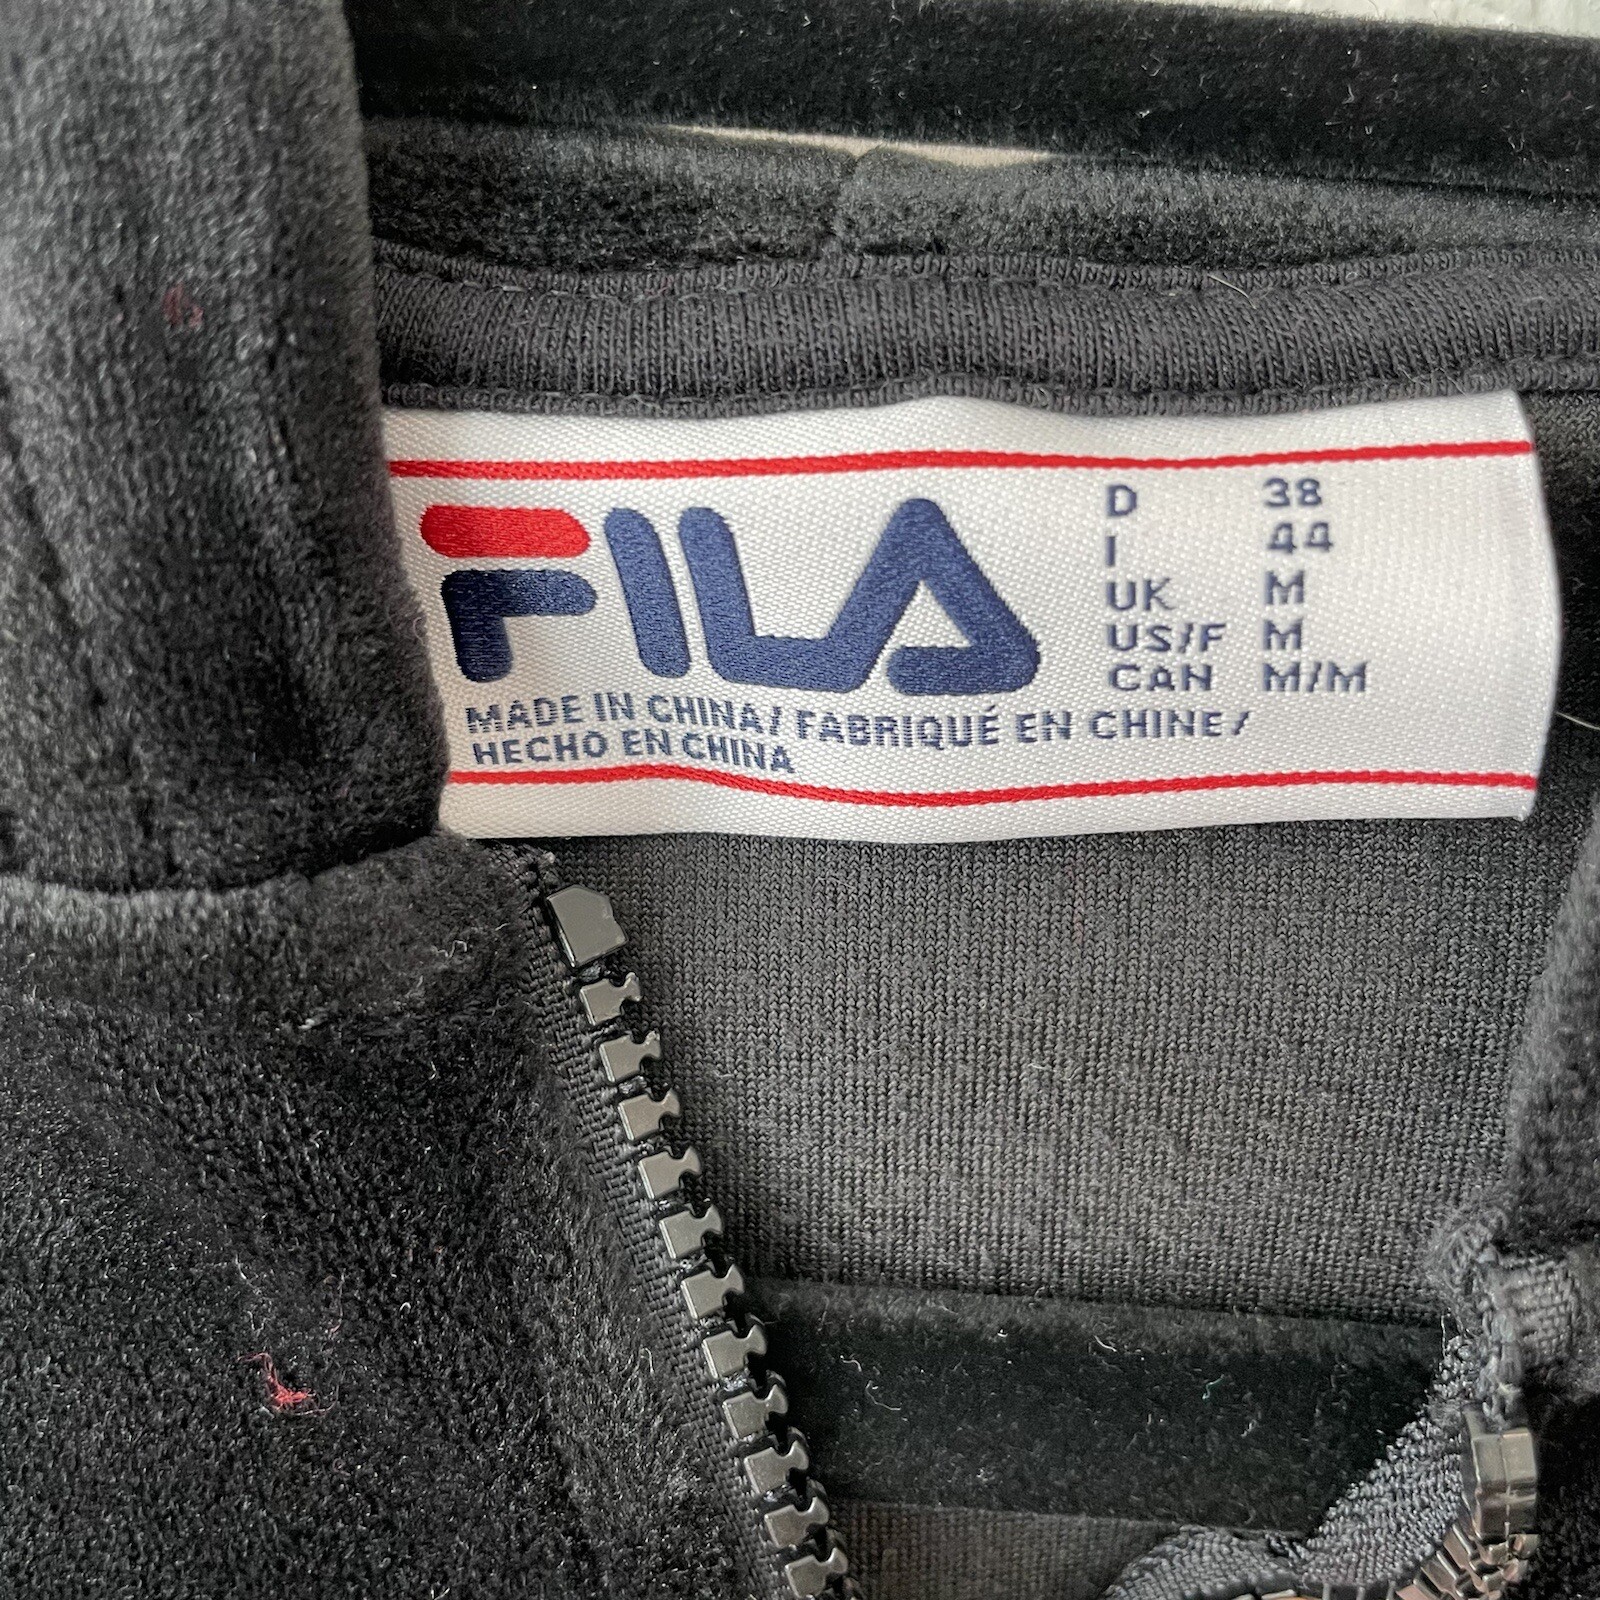 FILA
D 38
I 44
UK M
US/F M
CAN M/M
MADE IN CHINA/ FABRIQUÉ EN CHINE/
HECHO EN CHINA